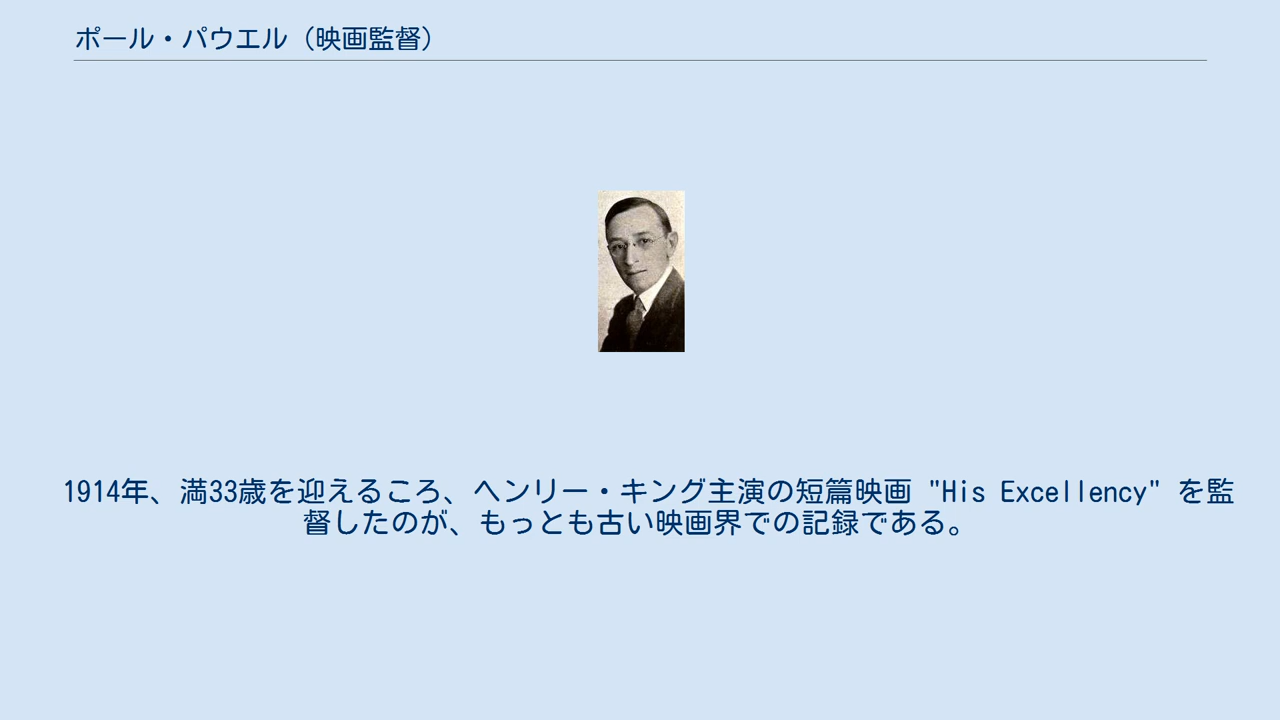 ポール・パウエル（映画監督）
1914年、満33歳を迎えるころ、ヘンリー・キング主演の短篇映画 "His Excellency" を監
督したのが、もっとも古い映画界での記録である。